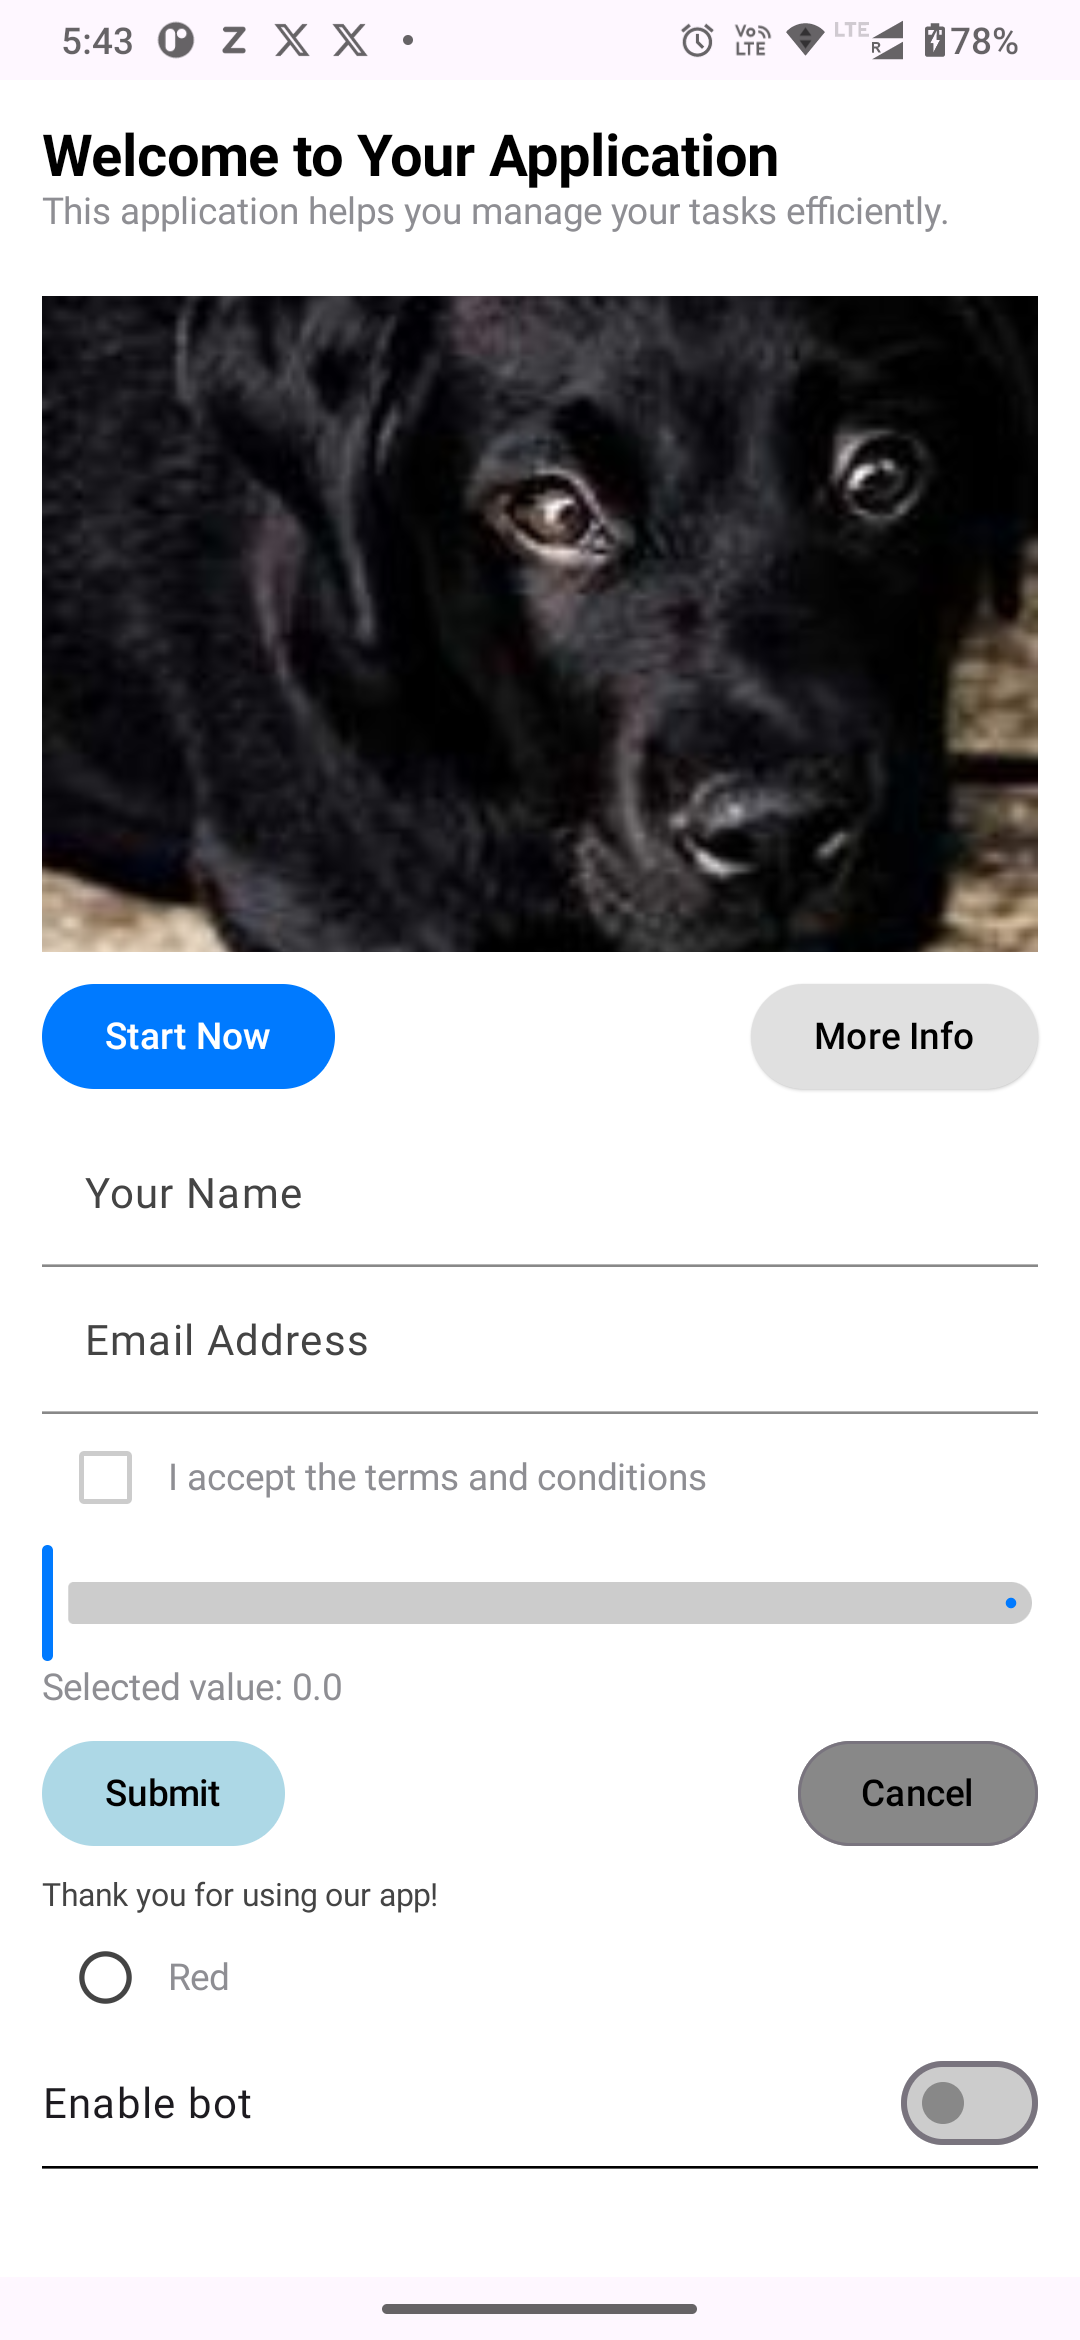 5:43 Z X X VoLTE LTE R 78%
Welcome to Your Application
This application helps you manage your tasks efficiently.
Start Now
More Info
Your Name
Email Address
I accept the terms and conditions
Selected value: 0.0
Submit
Cancel
Thank you for using our app!
Red
Enable bot